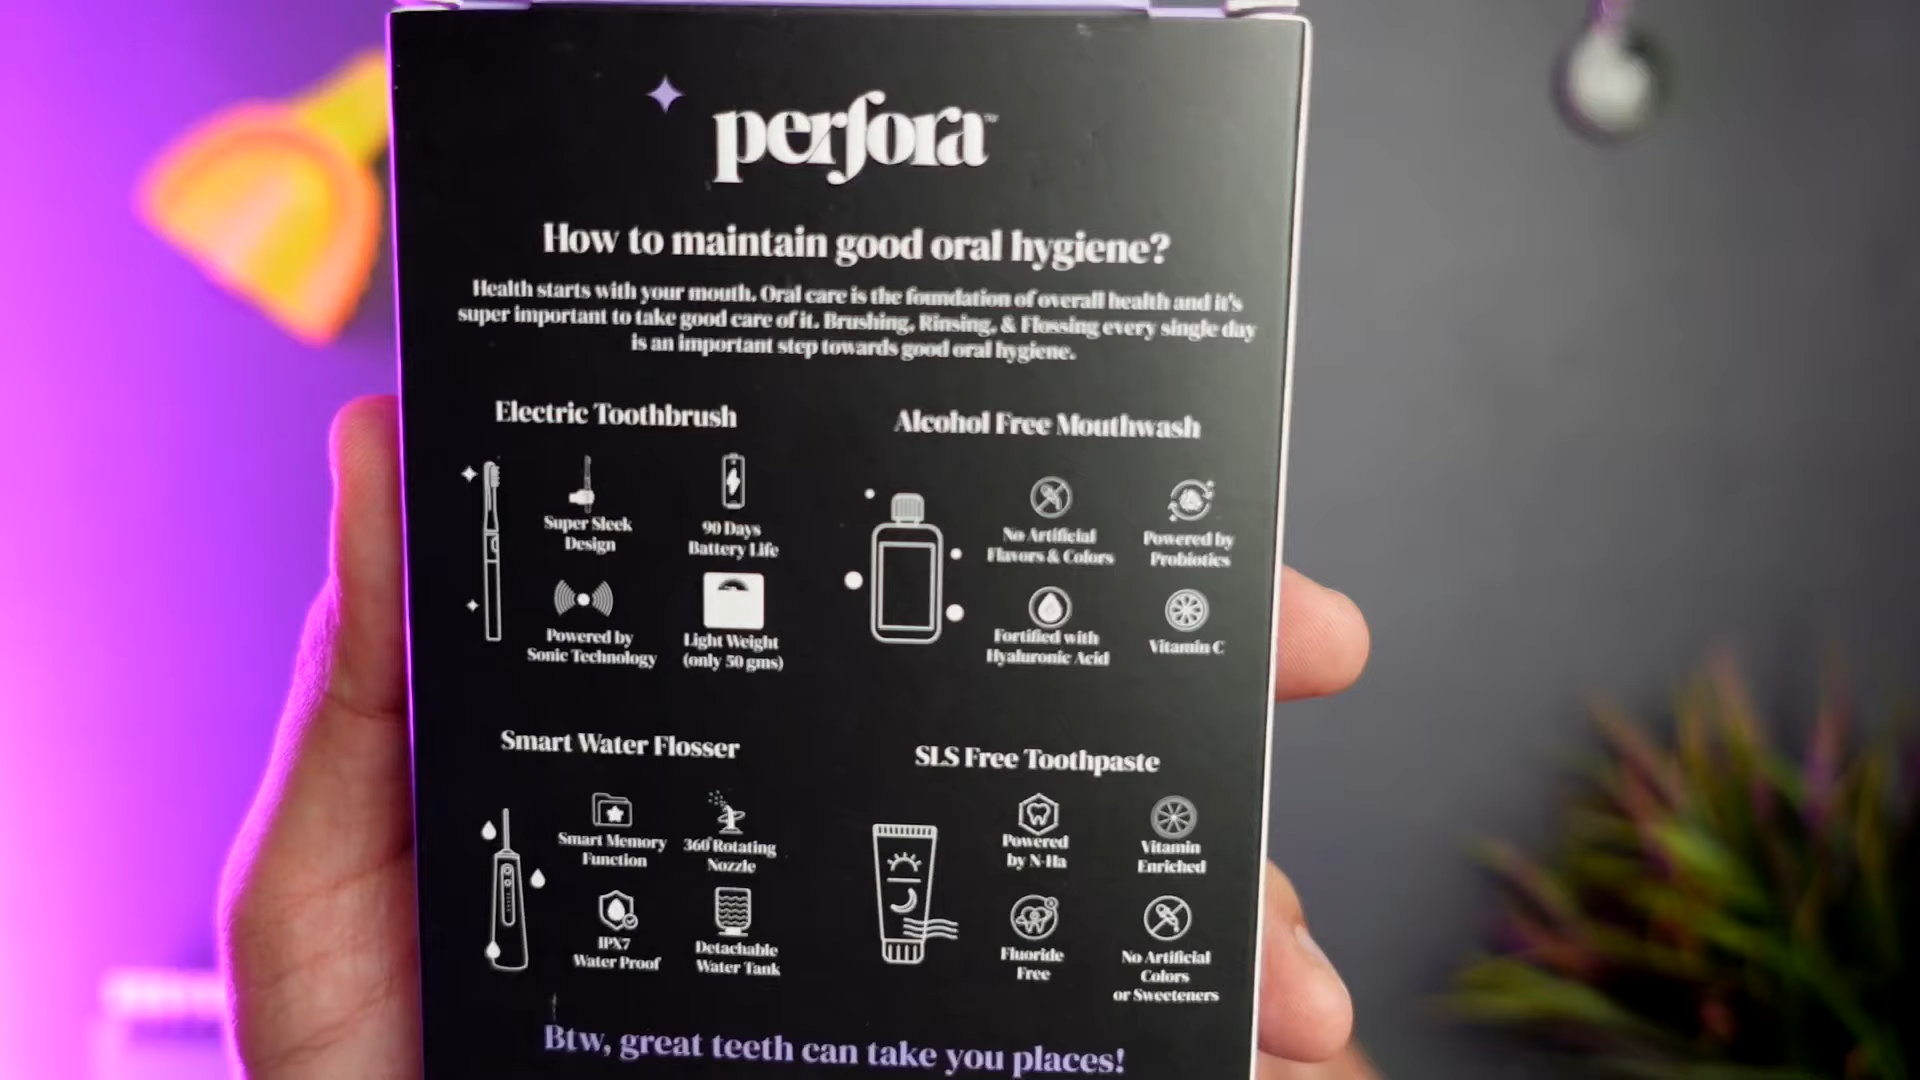 perfora™
How to maintain good oral hygiene?
Health starts with your mouth. Oral care is the foundation of overall health and it's
super important to take good care of it. Brushing, Rinsing, & Flossing every single day
is an important step towards good oral hygiene.
Electric Toothbrush
Super Sleek
Design
90 Days
Battery Life
Powered by
Sonic Technology
Light Weight
(only 50 gms)
Alcohol Free Mouthwash
No Artificial
Flavors & Colors
Powered by
Probiotics
Fortified with
Hyaluronic Acid
Vitamin C
Smart Water Flosser
Smart Memory
Function
360° Rotating
Nozzle
IPX7
Water Proof
Detachable
Water Tank
SLS Free Toothpaste
Powered
by N-Ha
Vitamin
Enriched
Fluoride
Free
No Artificial
Colors
or Sweeteners
Btw, great teeth can take you places!